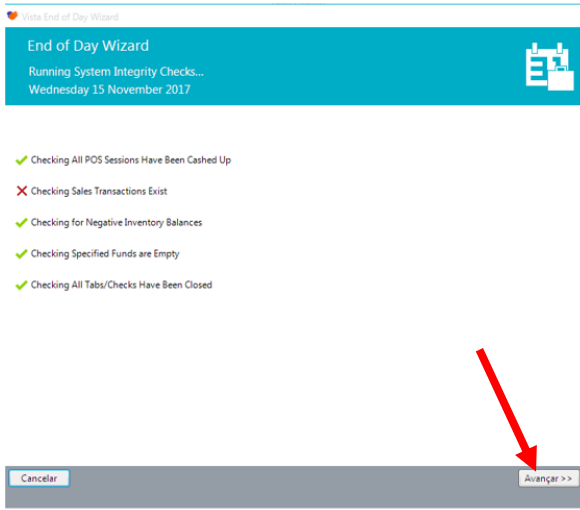 Vista End of Day Wizard
End of Day Wizard
Running System Integrity Checks...
Wednesday 15 November 2017
Checking All POS Sessions Have Been Cashed Up
Checking Sales Transactions Exist
Checking for Negative Inventory Balances
Checking Specified Funds are Empty
Checking All Tabs/Checks Have Been Closed
Cancelar
Avançar >>